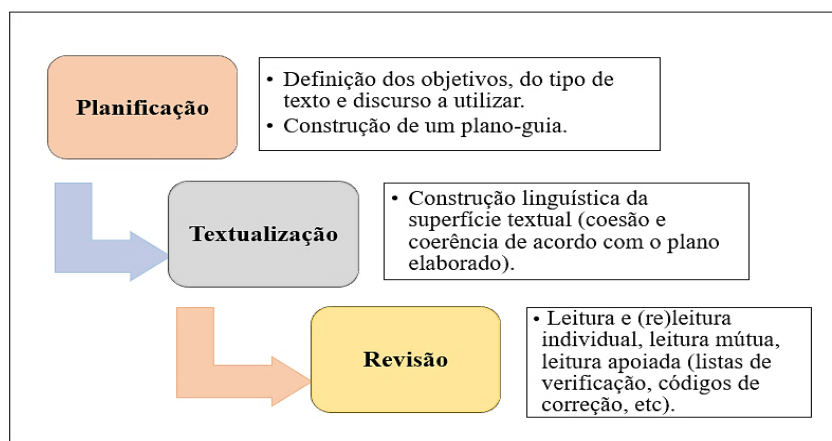 Planificação
• Definição dos objetivos, do tipo de
texto e discurso a utilizar.
• Construção de um plano-guia.
Textualização
• Construção linguística da
superfície textual (coesão e
coerência de acordo com o plano
elaborado).
Revisão
• Leitura e (re)leitura
individual, leitura mútua,
leitura apoiada (listas de
verificação, códigos de
correção, etc).